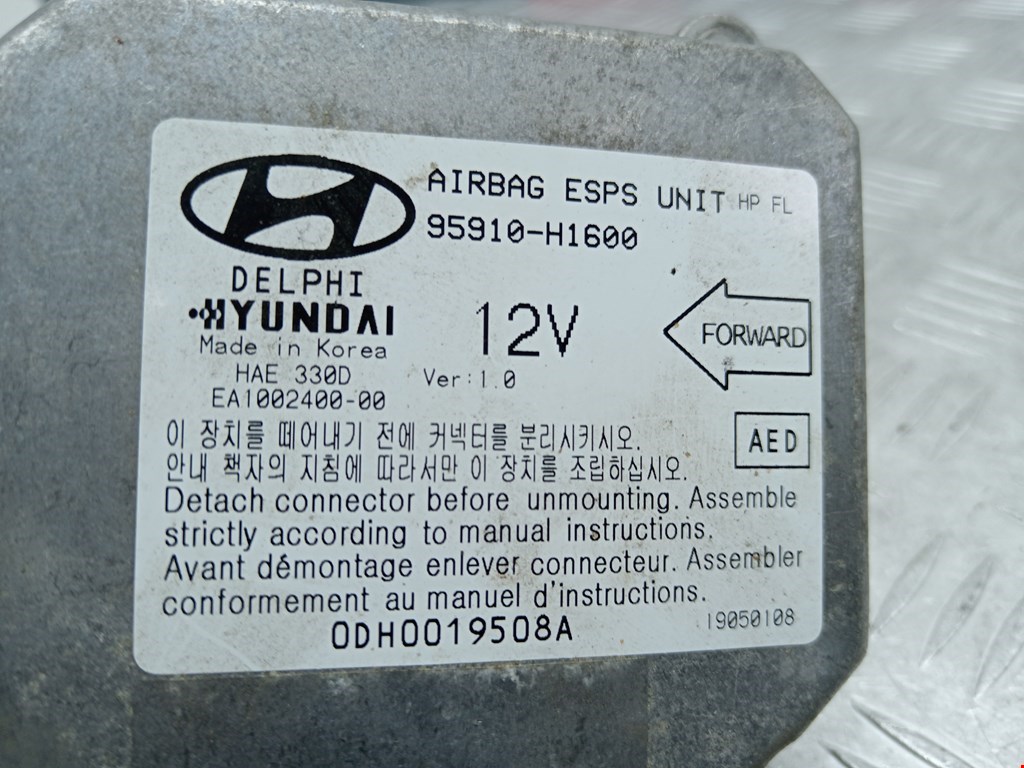 AIRBAG ESPS UNIT HP FL
95910-H1600
DELPHI
HYUNDAI
Made in Korea
HAE 330D
EA1002400-00
12V
Ver:1.0
FORWARD
AED
이 장치를 떼어내기 전에 커넥터를 분리시키시오.
안내 책자의 지침에 따라서만 이 장치를 조립하십시오.
Detach connector before unmounting. Assemble
strictly according to manual instructions.
Avant démontage enlever connecteur. Assembler
conformement au manuel d'instructions.
0DH0019508A
19050108